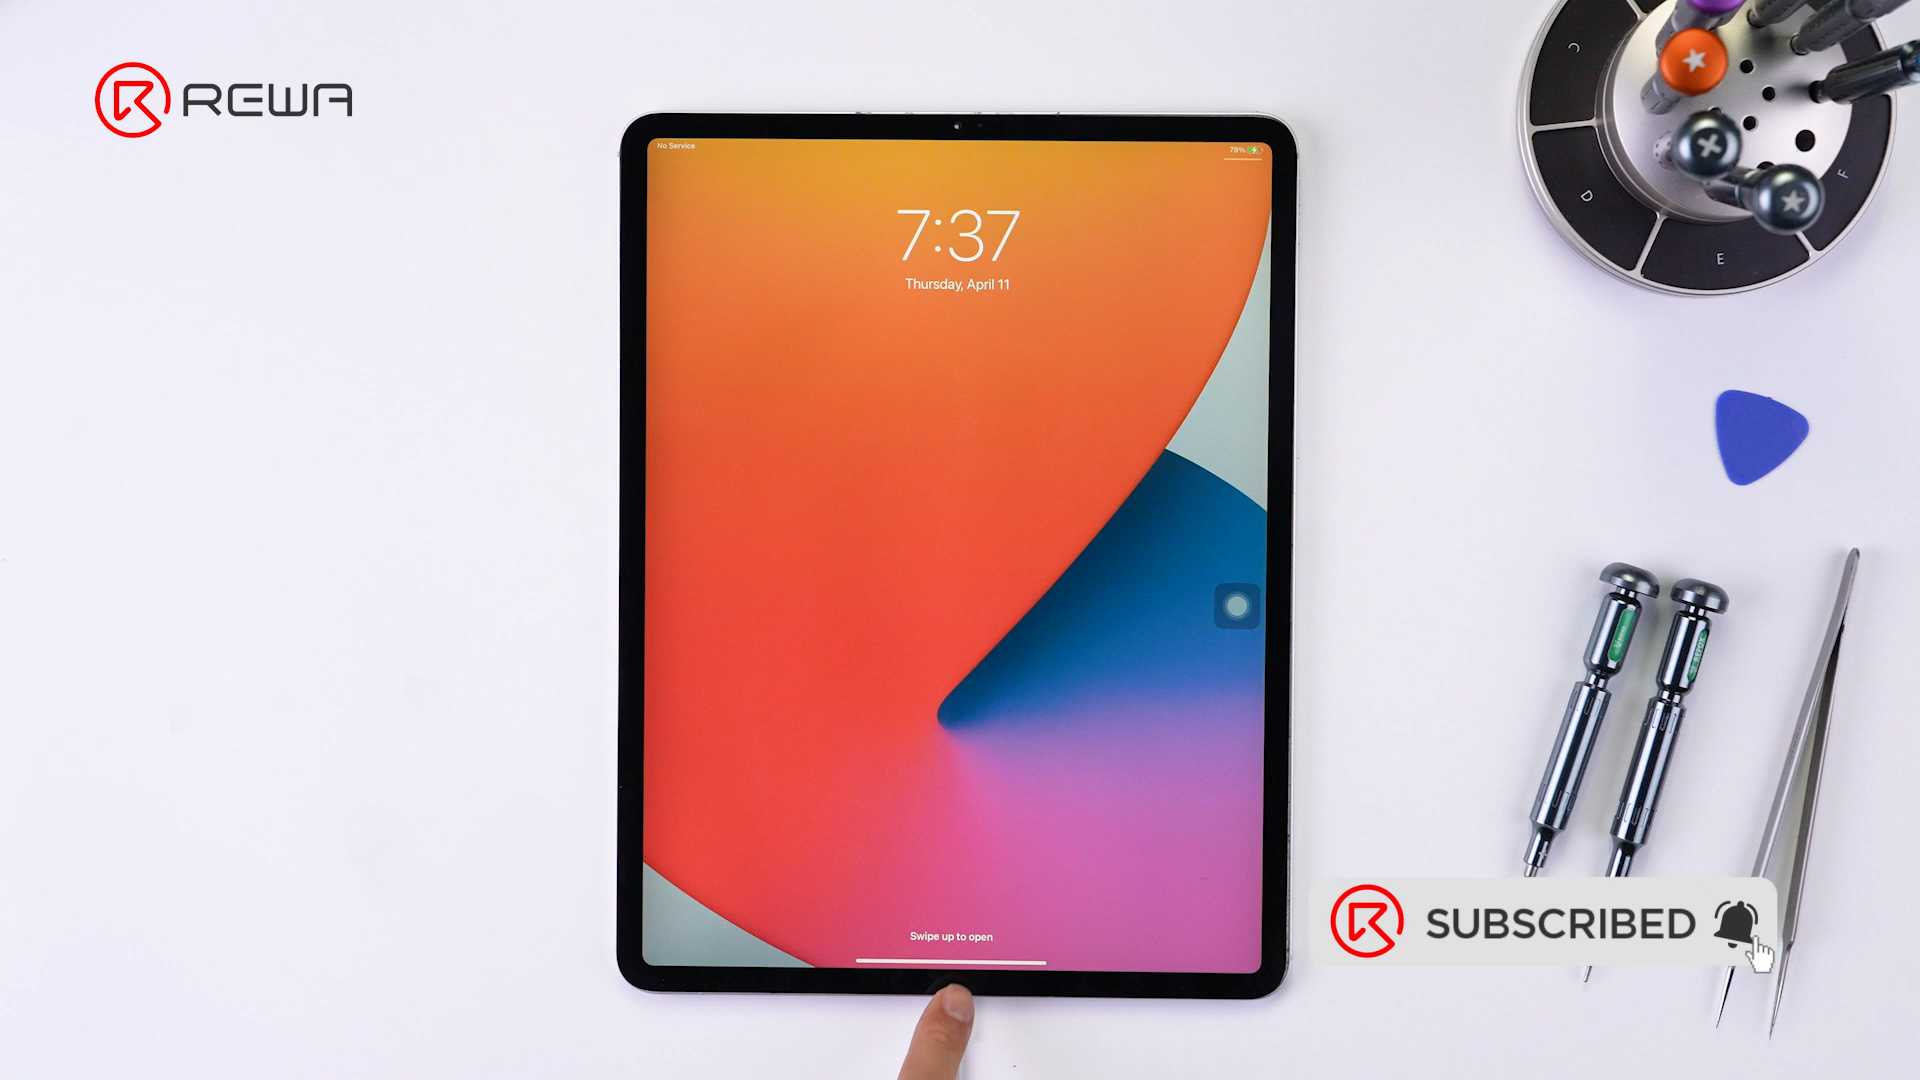 REWA
No Service
79%
7:37
Thursday, April 11
Swipe up to open
C
D
E
F
SUBSCRIBED